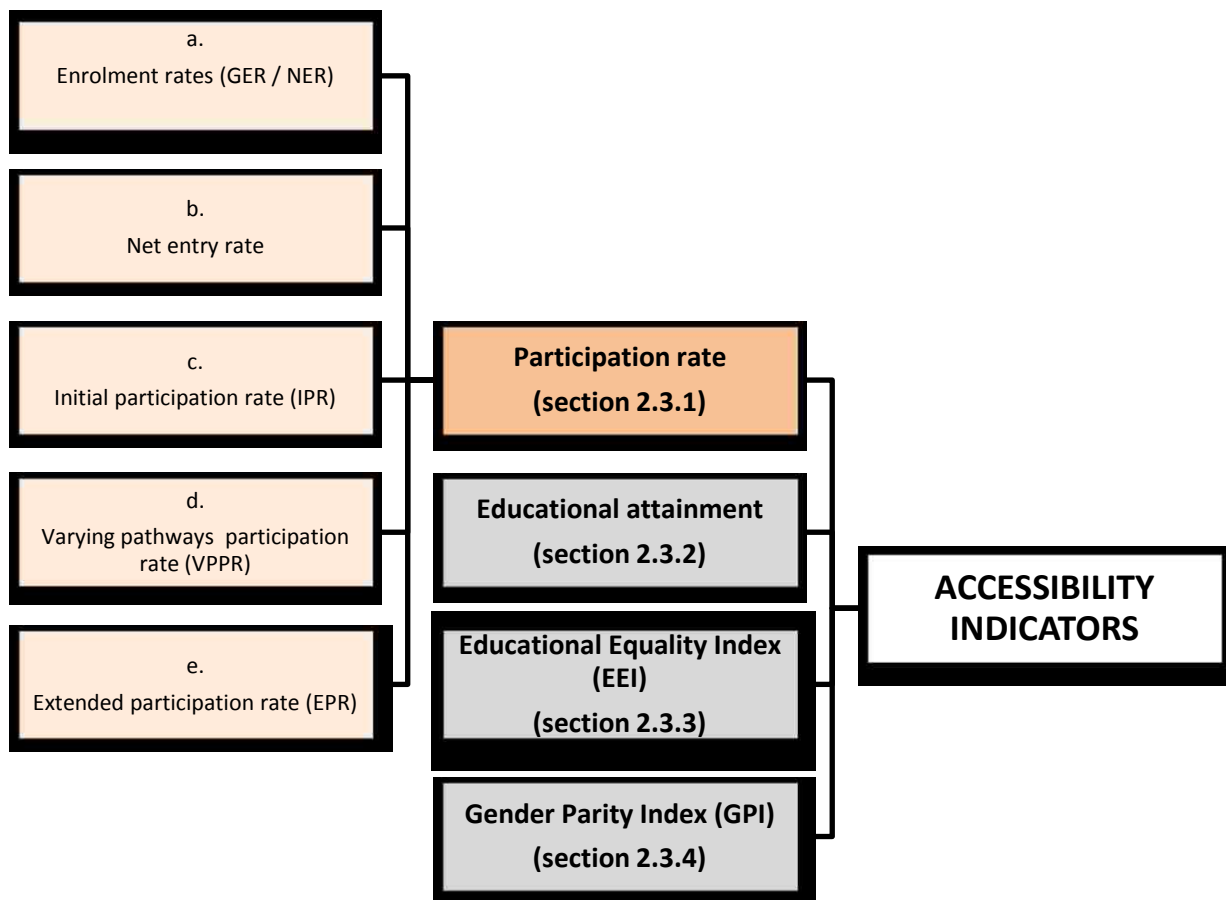 a.
Enrolment rates (GER / NER)
b.
Net entry rate
c.
Initial participation rate (IPR)
d.
Varying pathways participation
rate (VPPR)
e.
Extended participation rate (EPR)
Participation rate
(section 2.3.1)
Educational attainment
(section 2.3.2)
Educational Equality Index
(EEI)
(section 2.3.3)
Gender Parity Index (GPI)
(section 2.3.4)
ACCESSIBILITY
INDICATORS